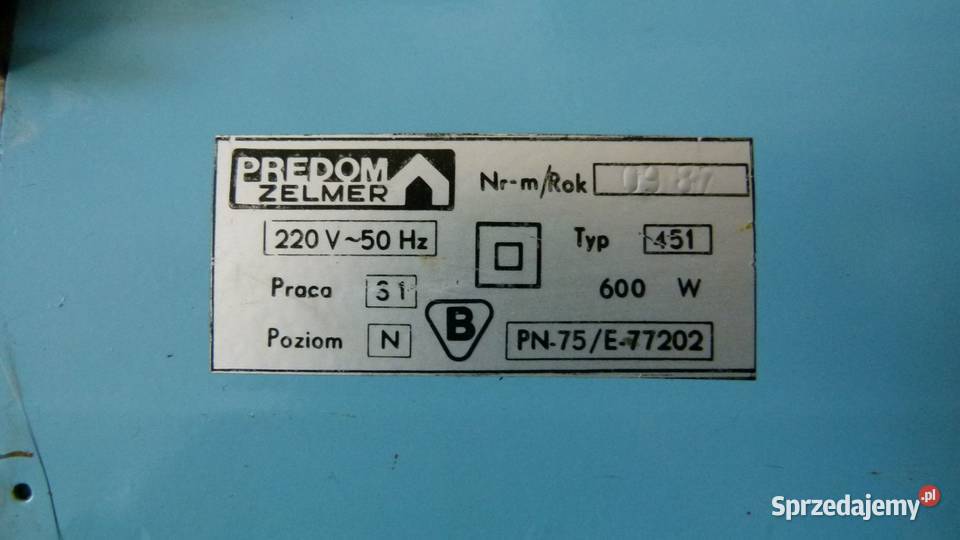 PREDOM
ZELMER
Nr-m/Rok 09 87
220 V ~50 Hz
Typ 451
Praca S1
600 W
Poziom N
B
PN-75/E-77202
Sprzedajemy.pl